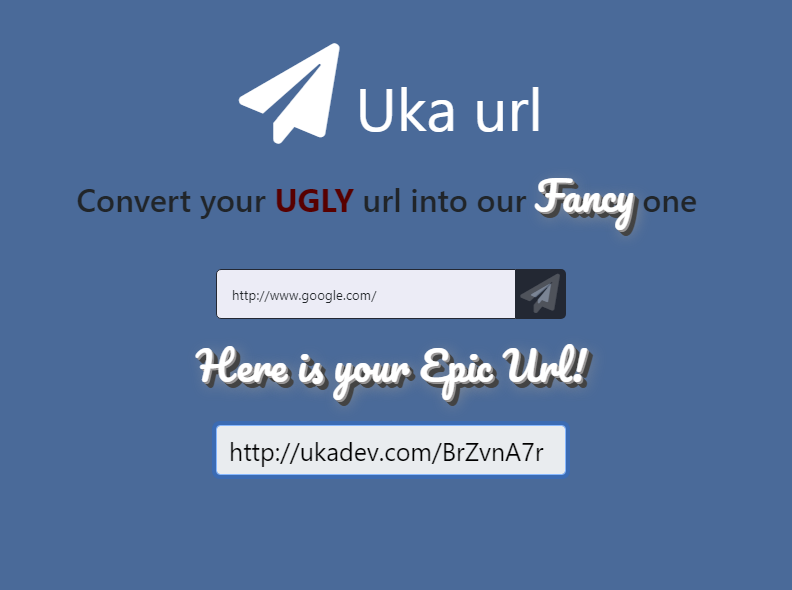 Uka url
Convert your UGLY url into our Fancy one
http://www.google.com/
Here is your Epic Url!
http://ukadev.com/BrZvnA7r